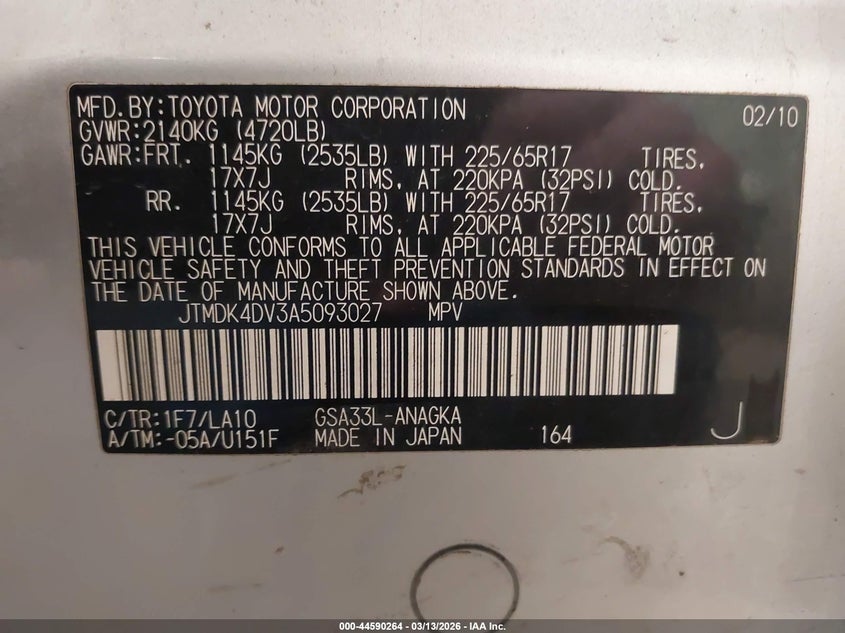 MFD.BY:TOYOTA MOTOR CORPORATION 02/10
GVWR:2140KG (4720LB)
GAWR:FRT. 1145KG (2535LB) WITH 225/65R17 TIRES,
17X7J RIMS, AT 220KPA (32PSI) COLD.
RR. 1145KG (2535LB) WITH 225/65R17 TIRES,
17X7J RIMS, AT 220KPA (32PSI) COLD.
THIS VEHICLE CONFORMS TO ALL APPLICABLE FEDERAL MOTOR
VEHICLE SAFETY AND THEFT PREVENTION STANDARDS IN EFFECT ON
THE DATE OF MANUFACTURE SHOWN ABOVE.
JTMDK4DV3A5093027 MPV
C/TR:1F7/LA10 GSA33L-ANAGKA
A/TM:-05A/U151F MADE IN JAPAN 164 J
000-44590264 - 03/13/2026 - IAA Inc.